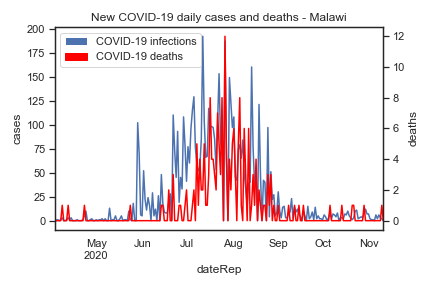 New COVID-19 daily cases and deaths - Malawi
COVID-19 infections
COVID-19 deaths
200
175
150
125
100
75
50
25
0
cases
12
10
8
6
4
2
0
deaths
May
2020
Jun
Jul
Aug
Sep
Oct
Nov
dateRep